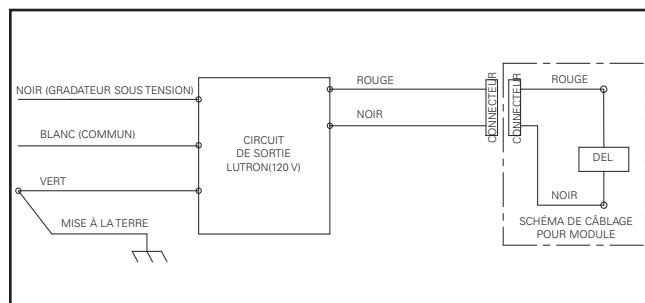 NOIR (GRADATEUR SOUS TENSION)
BLANC (COMMUN)
VERT
MISE À LA TERRE
CIRCUIT
DE SORTIE
LUTRON(120 V)
ROUGE
NOIR
CONNECTEUR
CONNECTEUR
ROUGE
DEL
NOIR
SCHÉMA DE CÂBLAGE
POUR MODULE